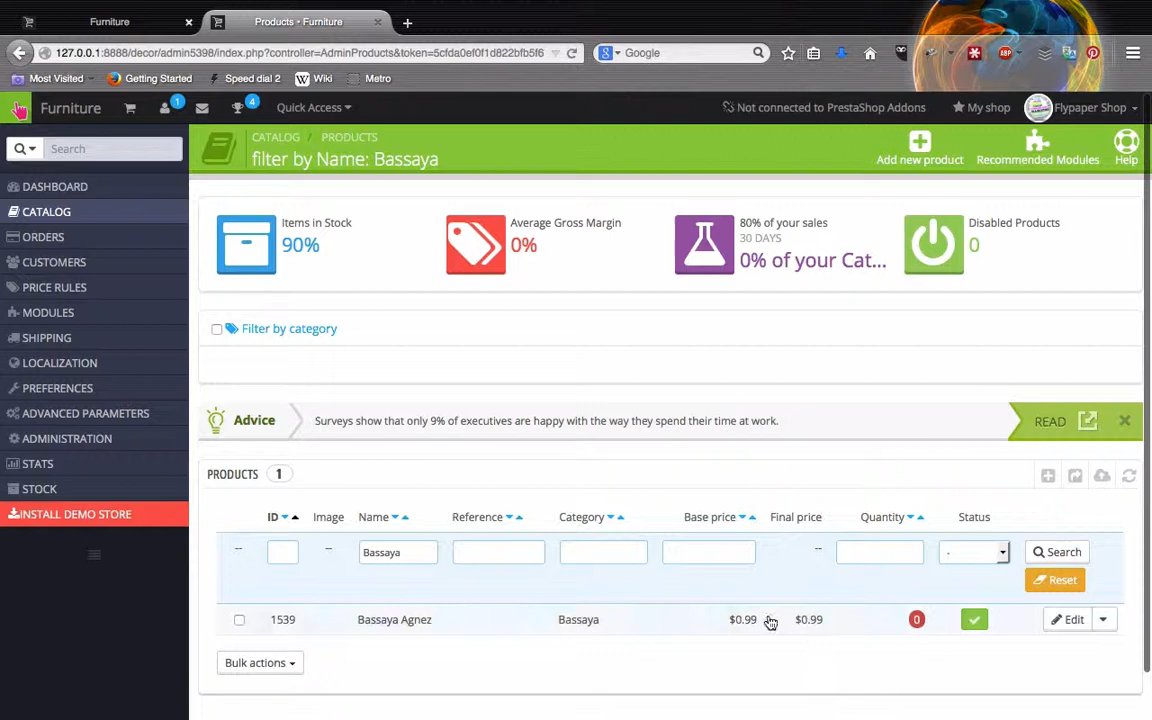 Furniture × Products • Furniture × +
127.0.0.1:8888/decor/admin5398/index.php?controller=AdminProducts&token=5cfda0ef0f1d822bfb5f6 Google
Most Visited Getting Started Speed dial 2 W Wiki Metro
Furniture 1 4 Quick Access Not connected to PrestaShop Addons My shop Flypaper Shop
Search
DASHBOARD
CATALOG
ORDERS
CUSTOMERS
PRICE RULES
MODULES
SHIPPING
LOCALIZATION
PREFERENCES
ADVANCED PARAMETERS
ADMINISTRATION
STATS
STOCK
INSTALL DEMO STORE
CATALOG / PRODUCTS
filter by Name: Bassaya
Add new product Recommended Modules Help
Items in Stock
90%
Average Gross Margin
0%
80% of your sales
30 DAYS
0% of your Cat...
Disabled Products
0
Filter by category
Advice Surveys show that only 9% of executives are happy with the way they spend their time at work. READ ×
PRODUCTS 1
ID Image Name Reference Category Base price Final price Quantity Status
-- -- Bassaya -- - Search
Reset
1539 Bassaya Agnez Bassaya $0.99 $0.99 0 Edit
Bulk actions